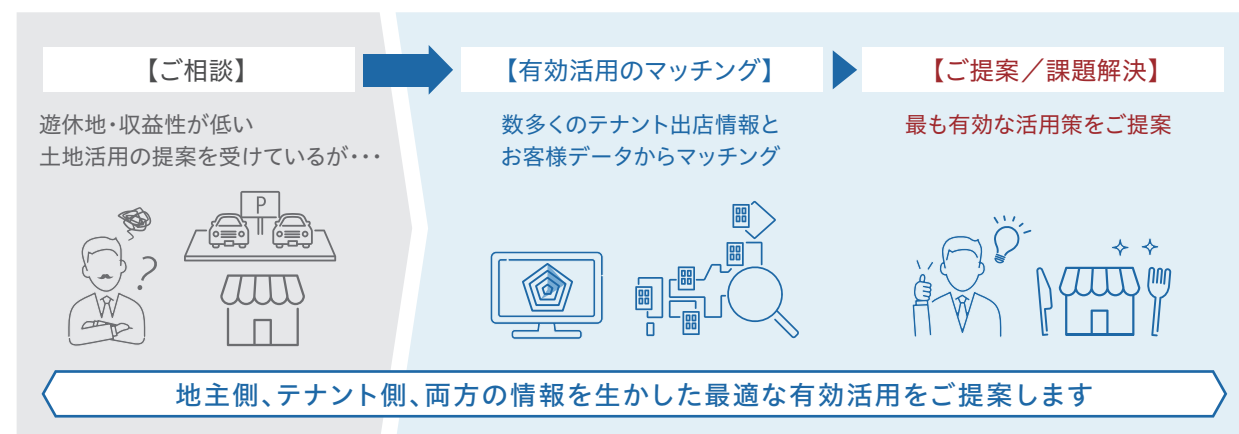 【ご相談】
遊休地・収益性が低い
土地活用の提案を受けているが・・・
P
?
【有効活用のマッチング】
数多くのテナント出店情報と
お客様データからマッチング
【ご提案／課題解決】
最も有効な活用策をご提案
地主側、テナント側、両方の情報を生かした最適な有効活用をご提案します